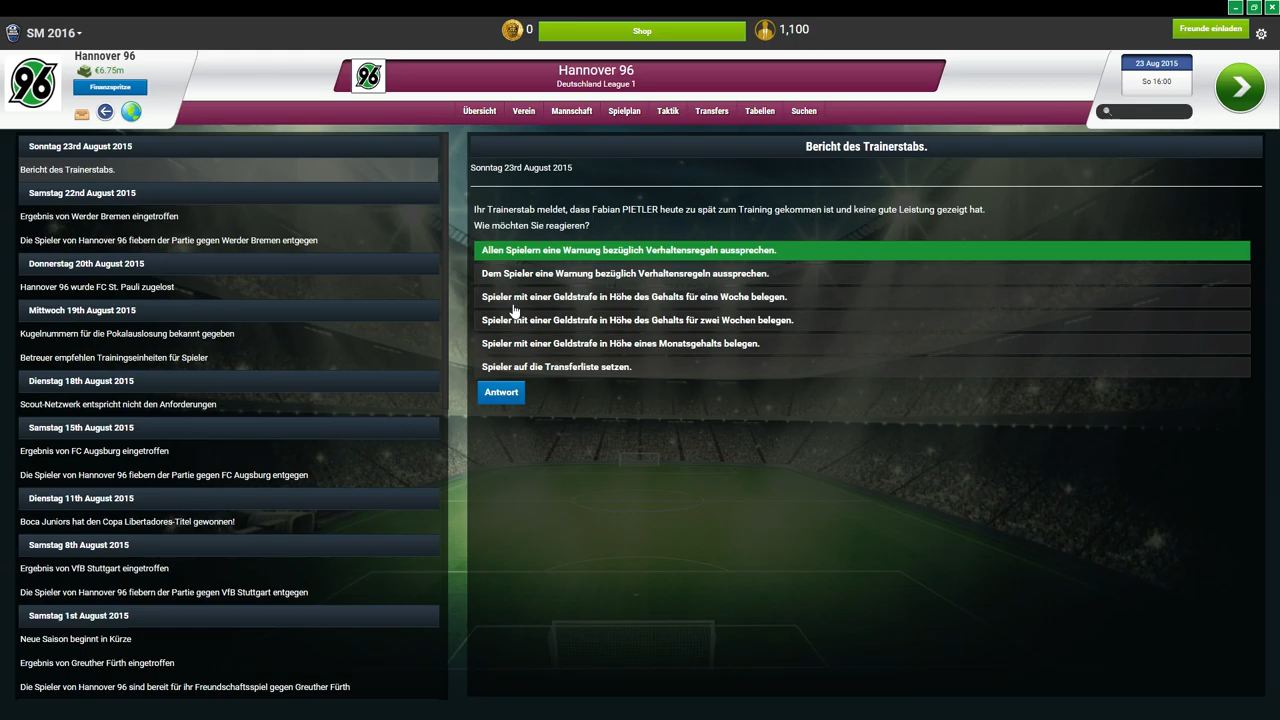 SM 2016
0
Shop
1,100
Freunde einladen
Hannover 96
€6.75m
Finanzspritze
96
96
Hannover 96
Deutschland League 1
23 Aug 2015
So 16:00
Übersicht Verein Mannschaft Spielplan Taktik Transfers Tabellen Suchen
Sonntag 23rd August 2015
Bericht des Trainerstabs.
Samstag 22nd August 2015
Ergebnis von Werder Bremen eingetroffen
Die Spieler von Hannover 96 fiebern der Partie gegen Werder Bremen entgegen
Donnerstag 20th August 2015
Hannover 96 wurde FC St. Pauli zugelost
Mittwoch 19th August 2015
Kugelnummern für die Pokalauslosung bekannt gegeben
Betreuer empfehlen Trainingseinheiten für Spieler
Dienstag 18th August 2015
Scout-Netzwerk entspricht nicht den Anforderungen
Samstag 15th August 2015
Ergebnis von FC Augsburg eingetroffen
Die Spieler von Hannover 96 fiebern der Partie gegen FC Augsburg entgegen
Dienstag 11th August 2015
Boca Juniors hat den Copa Libertadores-Titel gewonnen!
Samstag 8th August 2015
Ergebnis von VfB Stuttgart eingetroffen
Die Spieler von Hannover 96 fiebern der Partie gegen VfB Stuttgart entgegen
Samstag 1st August 2015
Neue Saison beginnt in Kürze
Ergebnis von Greuther Fürth eingetroffen
Die Spieler von Hannover 96 sind bereit für ihr Freundschaftsspiel gegen Greuther Fürth
Bericht des Trainerstabs.
Sonntag 23rd August 2015
Ihr Trainerstab meldet, dass Fabian PIETLER heute zu spät zum Training gekommen ist und keine gute Leistung gezeigt hat.
Wie möchten Sie reagieren?
Allen Spielern eine Warnung bezüglich Verhaltensregeln aussprechen.
Dem Spieler eine Warnung bezüglich Verhaltensregeln aussprechen.
Spieler mit einer Geldstrafe in Höhe des Gehalts für eine Woche belegen.
Spieler mit einer Geldstrafe in Höhe des Gehalts für zwei Wochen belegen.
Spieler mit einer Geldstrafe in Höhe eines Monatsgehalts belegen.
Spieler auf die Transferliste setzen.
Antwort